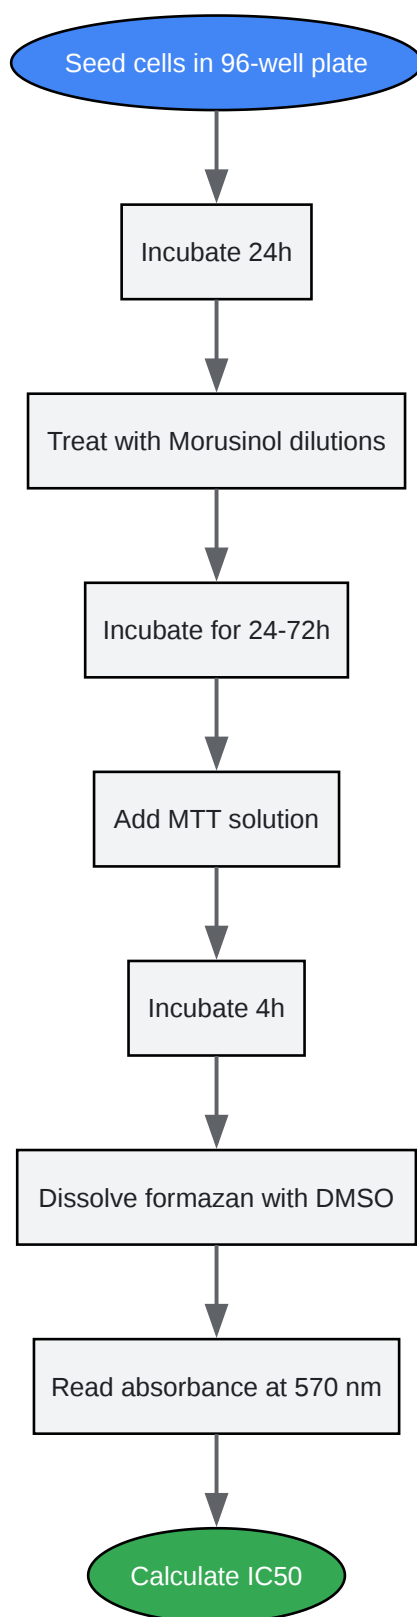 Seed cells in 96-well plate
Incubate 24h
Treat with Morusinol dilutions
Incubate for 24-72h
Add MTT solution
Incubate 4h
Dissolve formazan with DMSO
Read absorbance at 570 nm
Calculate IC50